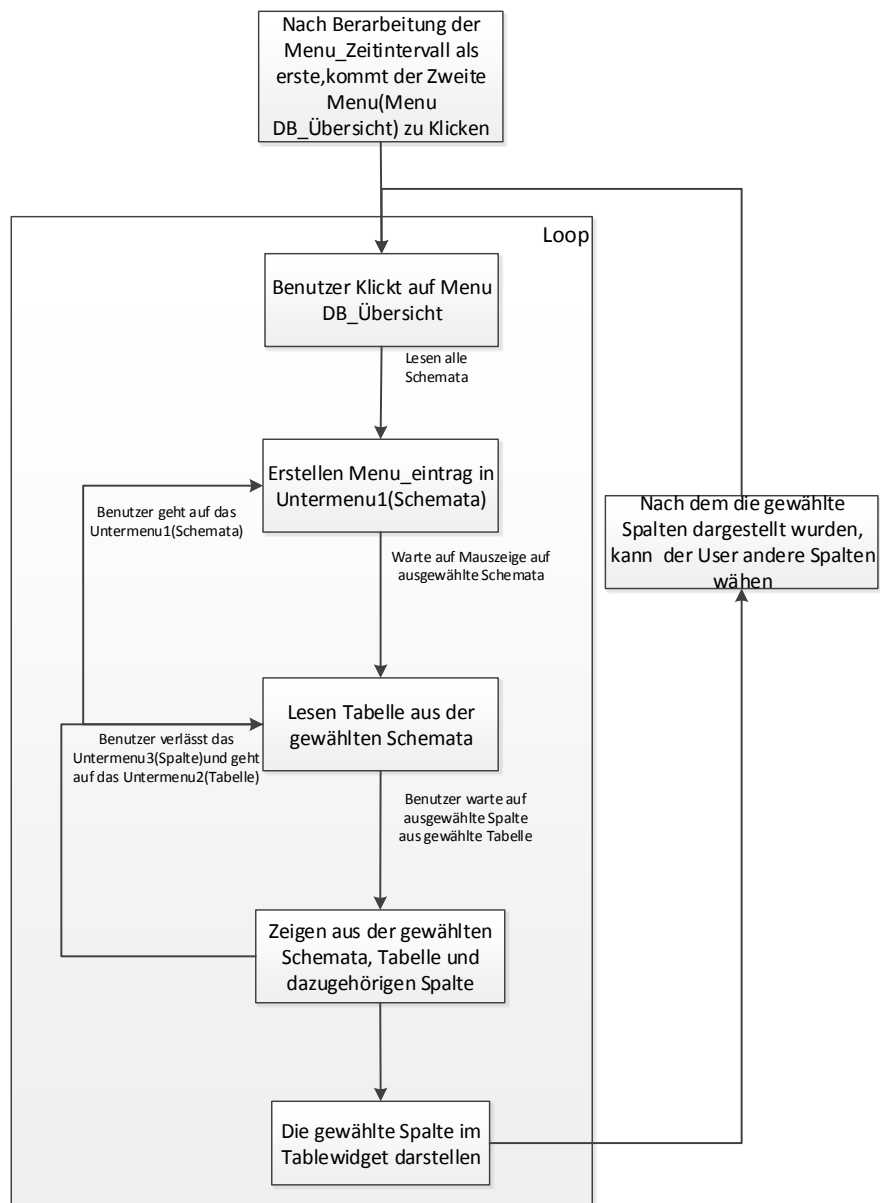 Nach Berarbeitung der
Menu_Zeitintervall als
erste,kommt der Zweite
Menu(Menu
DB_Übersicht) zu Klicken
Loop
Benutzer Klickt auf Menu
DB_Übersicht
Lesen alle
Schemata
Erstellen Menu_eintrag in
Untermenu1(Schemata)
Benutzer geht auf das
Untermenu1(Schemata)
Warte auf Mauszeige auf
ausgewählte Schemata
Nach dem die gewählte
Spalten dargestellt wurden,
kann  der User andere Spalten
wähen
Lesen Tabelle aus der
gewählten Schemata
Benutzer verlässt das
Untermenu3(Spalte)und geht
auf das Untermenu2(Tabelle)
Benutzer warte auf
ausgewählte Spalte
aus gewählte Tabelle
Zeigen aus der gewählten
Schemata, Tabelle und
dazugehörigen Spalte
Die gewählte Spalte im
Tablewidget darstellen